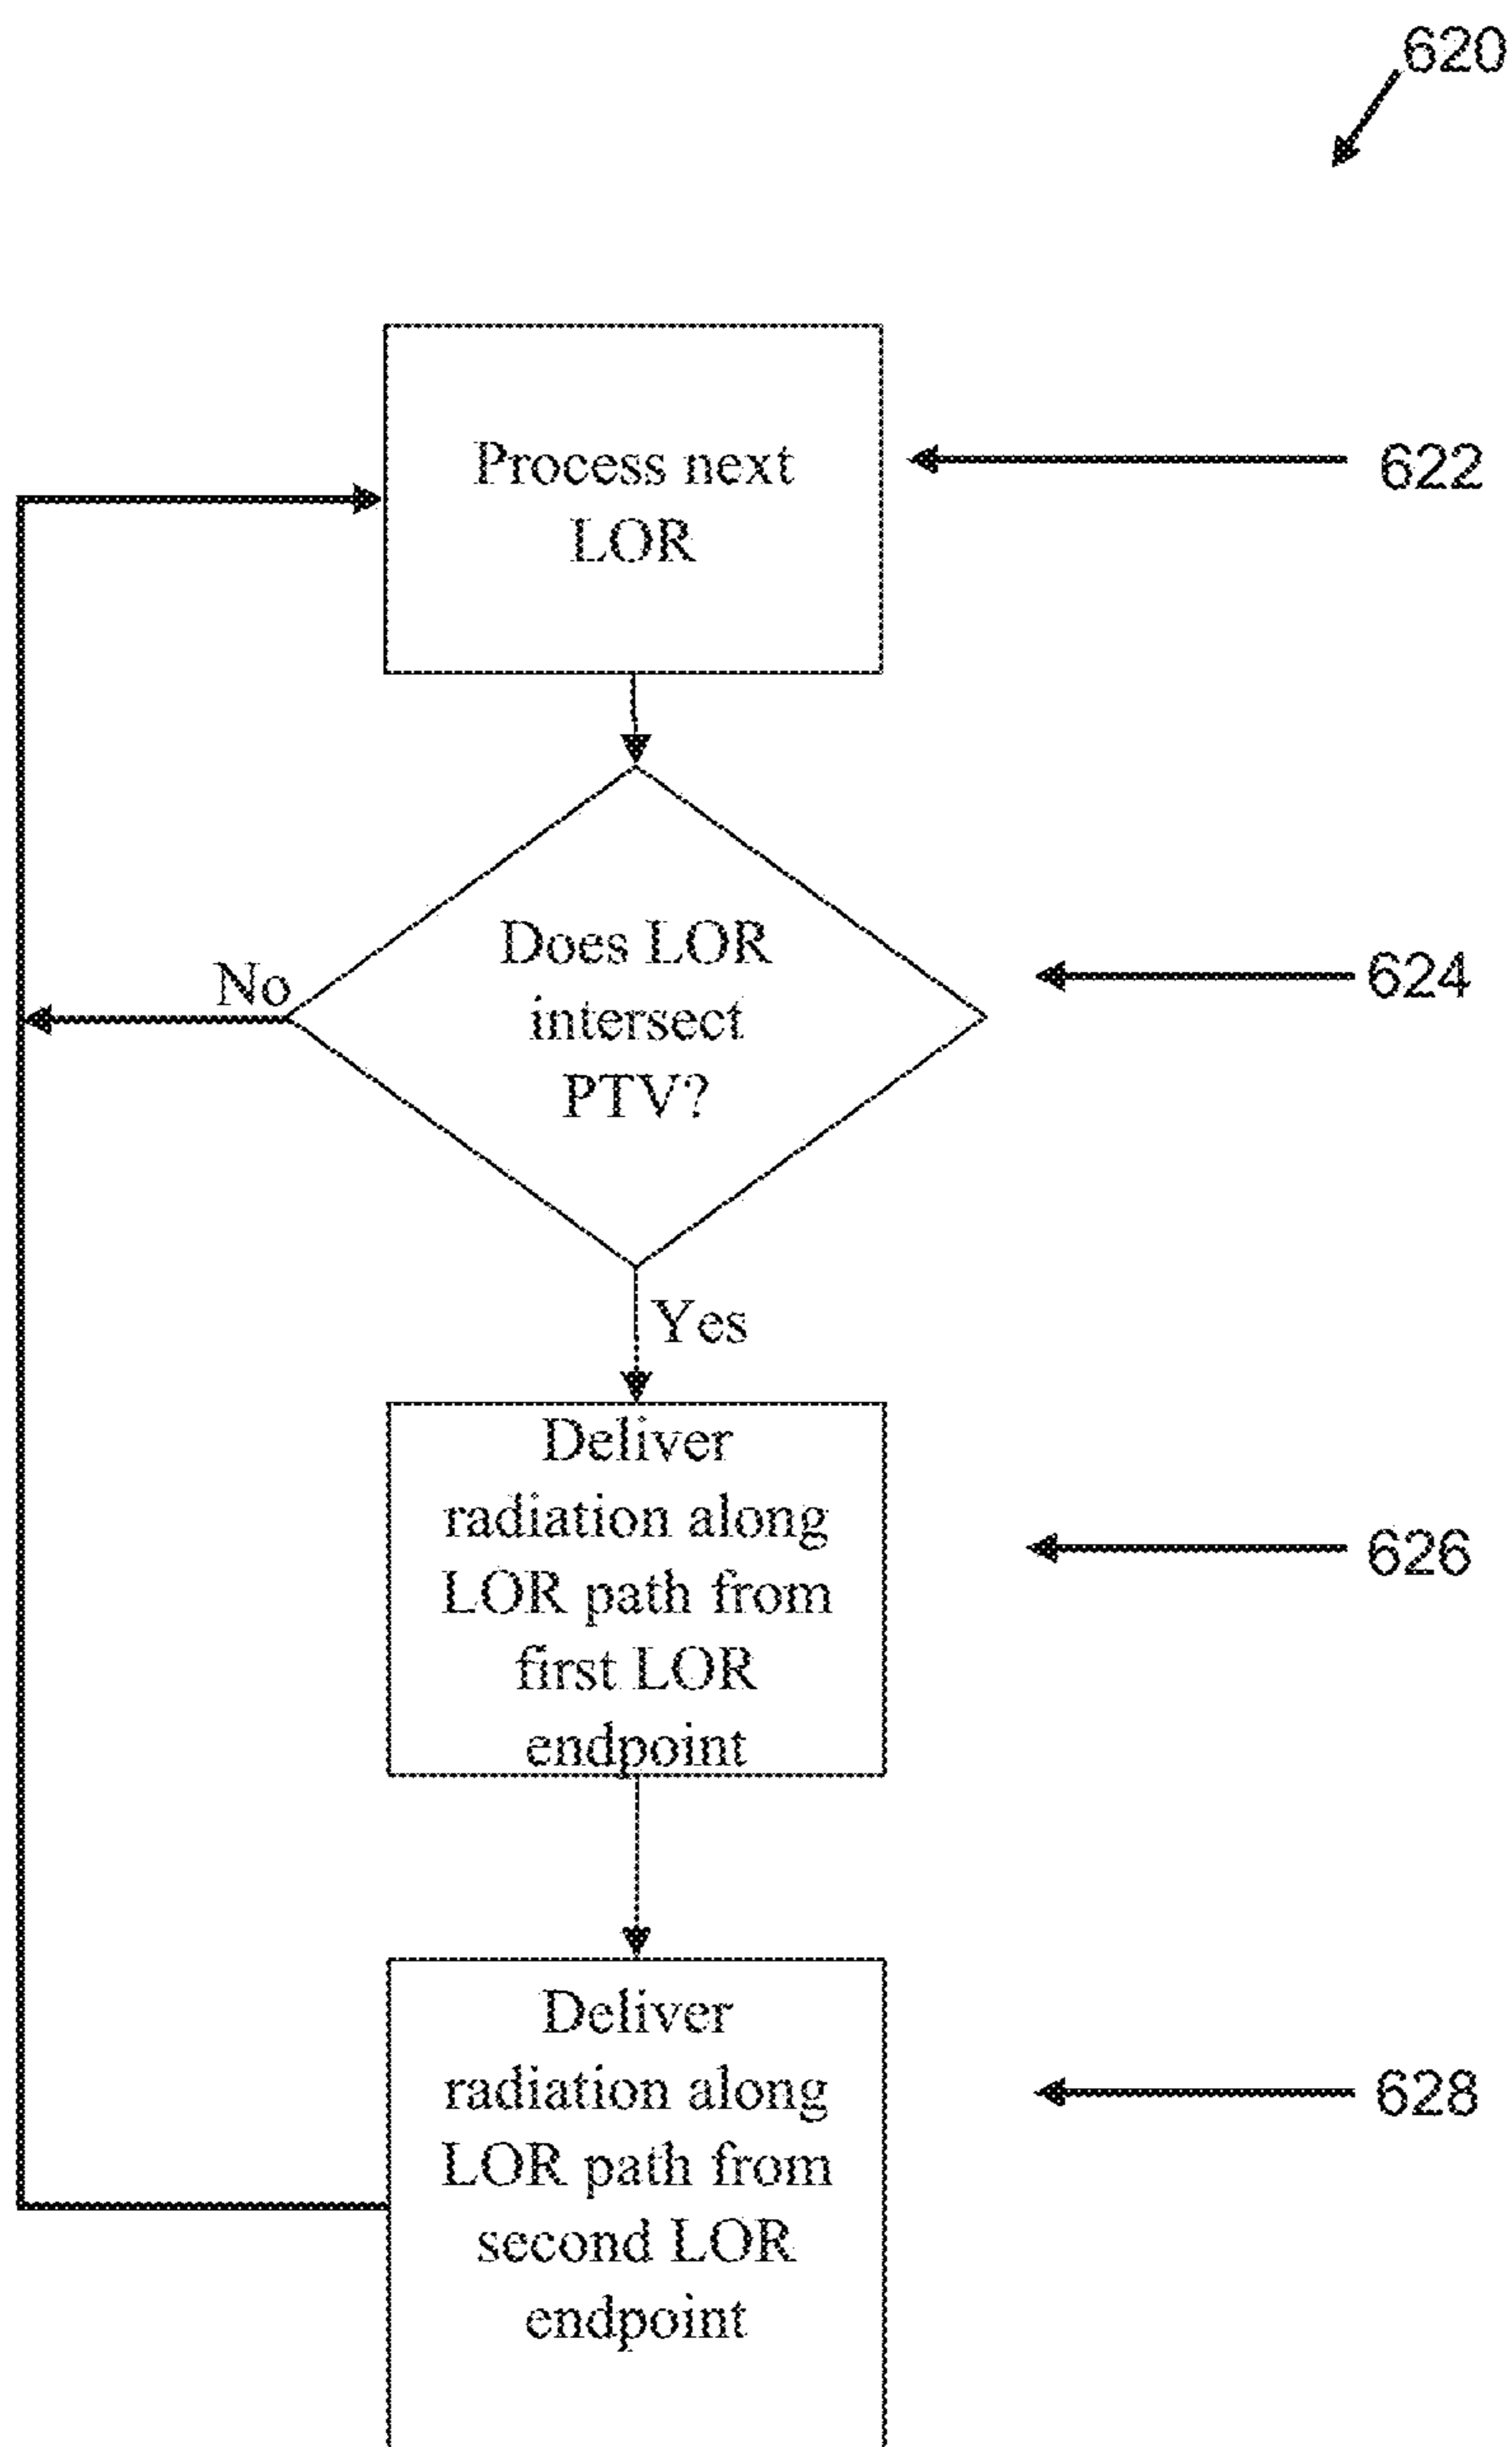 620
Process next
LOR
622
Does LOR
intersect
PTV?
624
No
Yes
Deliver
radiation along
LOR path from
first LOR
endpoint
626
Deliver
radiation along
LOR path from
second LOR
endpoint
628